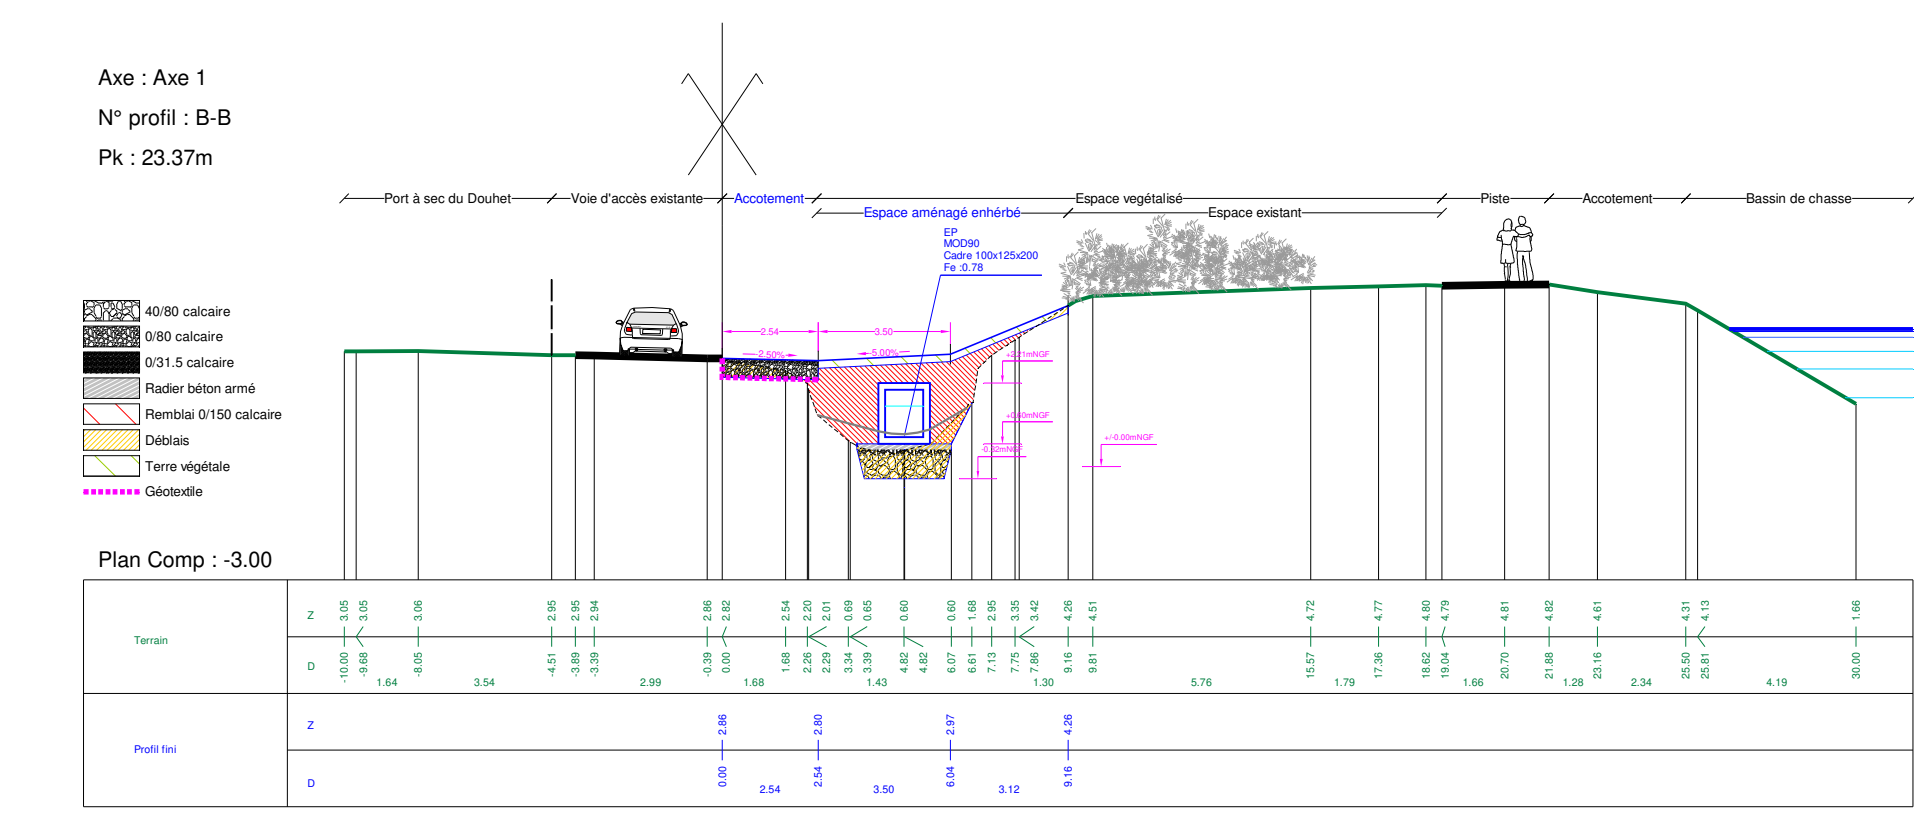 Axe : Axe 1
N° profil : B-B
Pk : 23.37m
Port à sec du Douhet
Voie d'accès existante
Accotement
Espace vegétalisé
Piste
Accotement
Bassin de chasse
Espace aménagé enhérbé
Espace existant
EP
MOD90
Cadre 100x125x200
Fe :0.78
40/80 calcaire
0/80 calcaire
0/31.5 calcaire
Radier béton armé
Remblai 0/150 calcaire
Déblais
Terre végétale
Géotextile
2.54
3.50
2.50%
5.00%
+2.21mNGF
+0.60mNGF
-0.32mNGF
+/-0.00mNGF
Plan Comp : -3.00
Terrain
Z
3.05 3.05 3.06 2.95 2.95 2.94 2.86 2.82 2.54 2.20 2.01 0.69 0.65 0.60 0.60 1.68 2.95 3.35 3.42 4.26 4.51 4.72 4.77 4.80 4.79 4.81 4.82 4.61 4.31 4.13 1.66
D
-10.00 -9.68 -8.05 -4.51 -3.89 -3.39 -0.39 0.00 1.68 2.26 2.29 3.34 3.39 4.82 4.82 6.07 6.61 7.13 7.75 7.86 9.16 9.81 15.57 17.36 18.62 19.04 20.70 21.88 23.16 25.50 25.81 30.00
1.64 3.54 2.99 1.68 1.43 1.30 5.76 1.79 1.66 1.28 2.34 4.19
Profil fini
Z
2.86 2.80 2.97 4.26
D
0.00 2.54 6.04 9.16
2.54 3.50 3.12